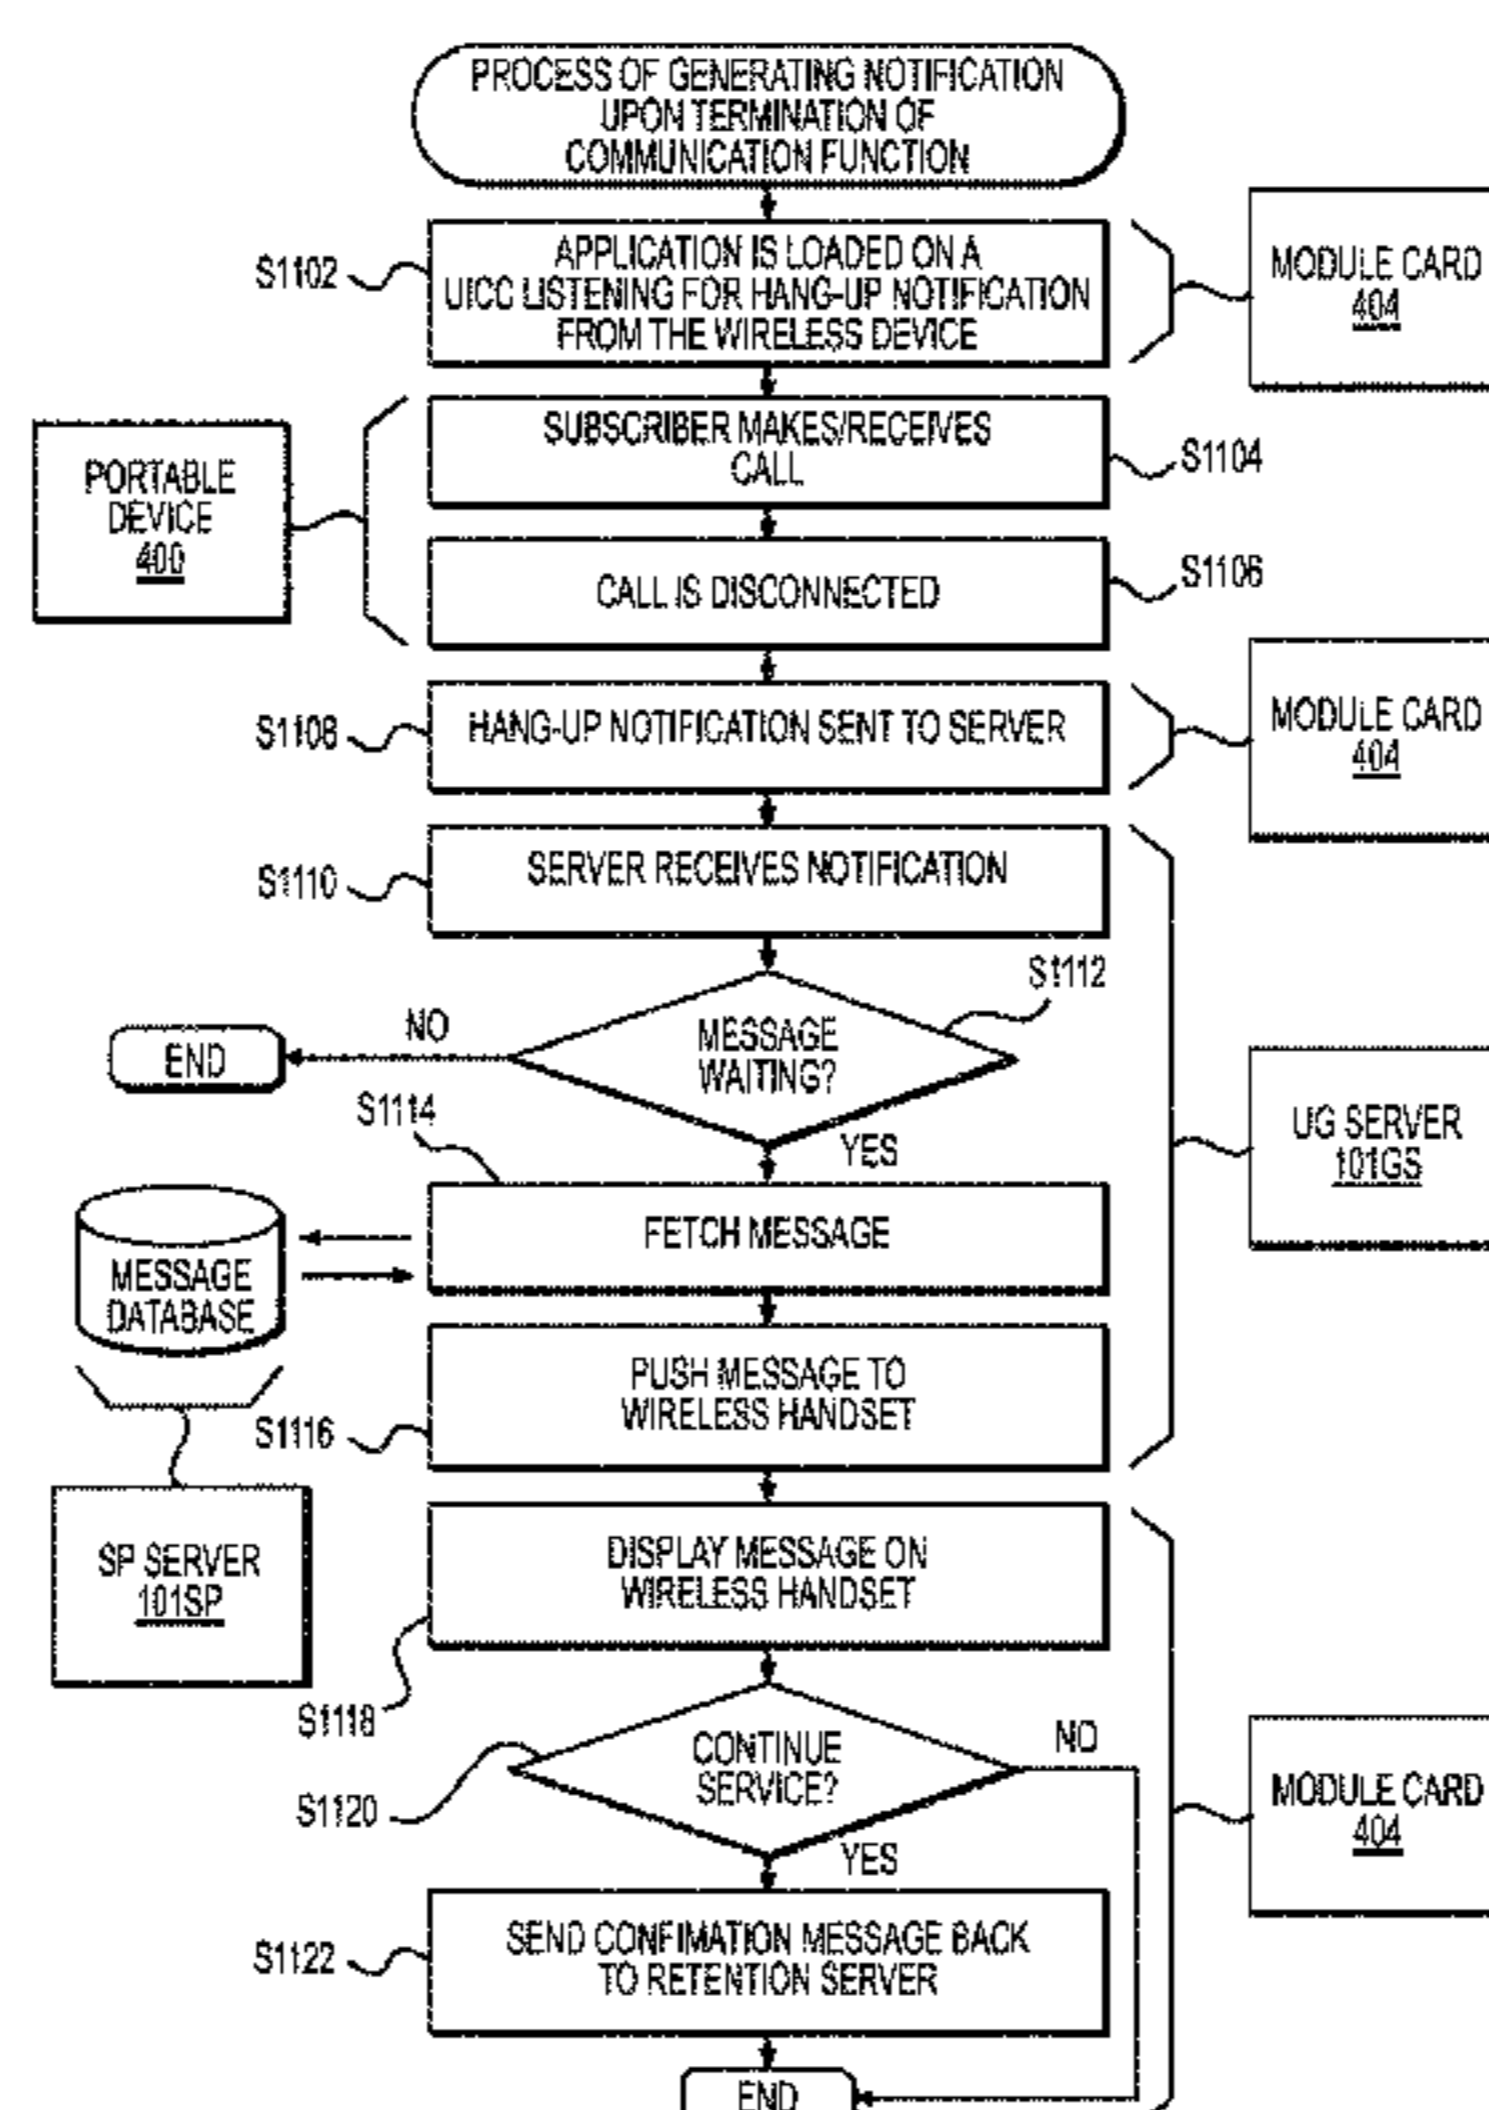 PROCESS OF GENERATING NOTIFICATION
UPON TERMINATION OF
COMMUNICATION FUNCTION
S1102
APPLICATION IS LOADED ON A
UICC LISTENING FOR HANG-UP NOTIFICATION
FROM THE WIRELESS DEVICE
MODULE CARD
404
PORTABLE
DEVICE
400
SUBSCRIBER MAKES/RECEIVES
CALL
S1104
CALL IS DISCONNECTED
S1106
S1108
HANG-UP NOTIFICATION SENT TO SERVER
MODULE CARD
404
S1110
SERVER RECEIVES NOTIFICATION
S1112
MESSAGE
WAITING?
NO
END
YES
S1114
FETCH MESSAGE
UG SERVER
101GS
MESSAGE
DATABASE
PUSH MESSAGE TO
WIRELESS HANDSET
S1116
SP SERVER
101SP
DISPLAY MESSAGE ON
WIRELESS HANDSET
S1118
CONTINUE
SERVICE?
NO
S1120
YES
MODULE CARD
404
SEND CONFIMATION MESSAGE BACK
TO RETENTION SERVER
S1122
END